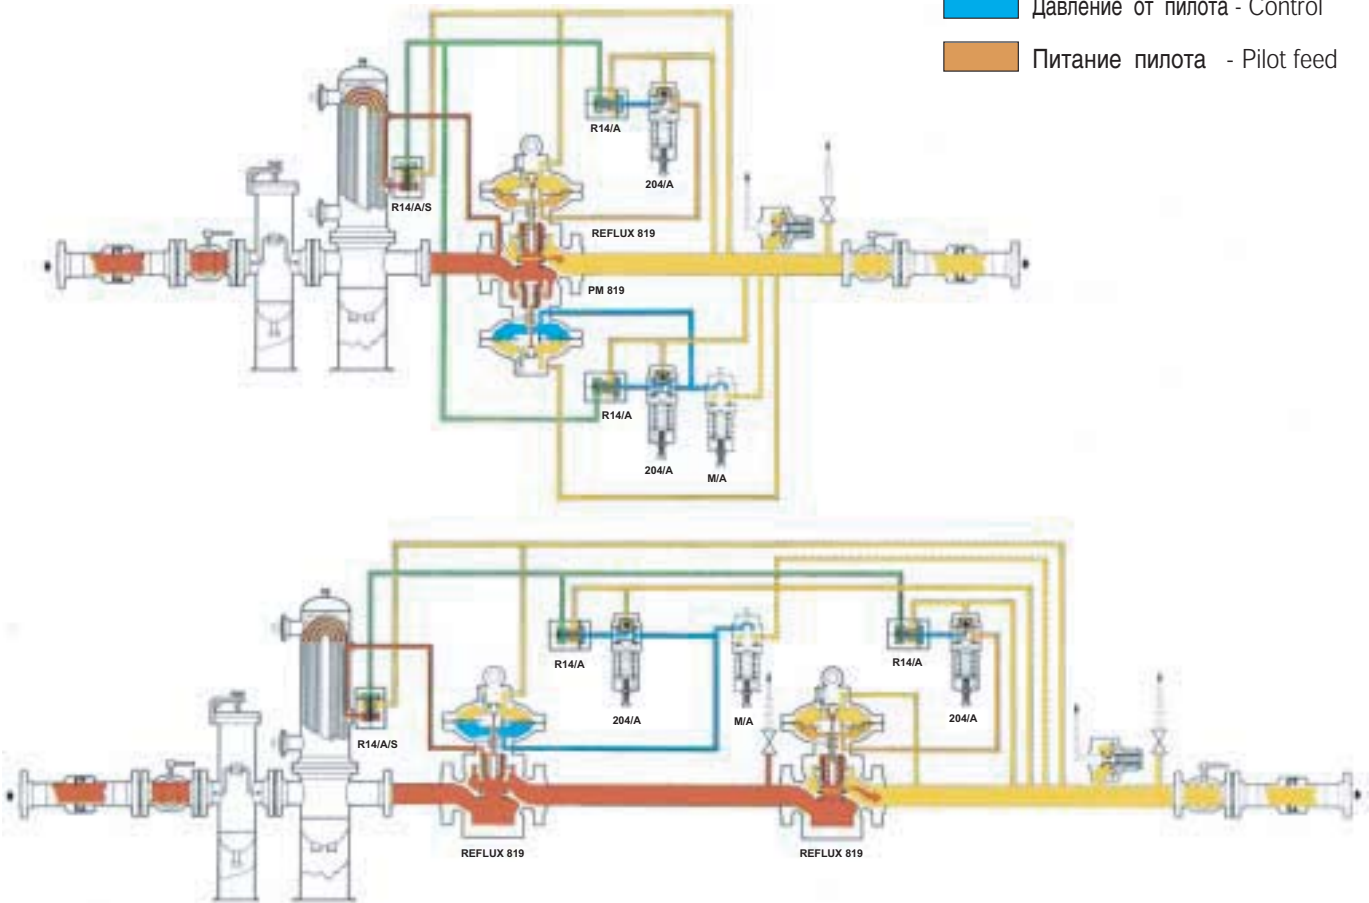 Давление от пилота - Control
Питание пилота - Pilot feed
R14/A
204/A
R14/A/S
REFLUX 819
PM 819
R14/A
204/A
M/A
R14/A
R14/A
204/A
M/A
204/A
R14/A/S
REFLUX 819
REFLUX 819